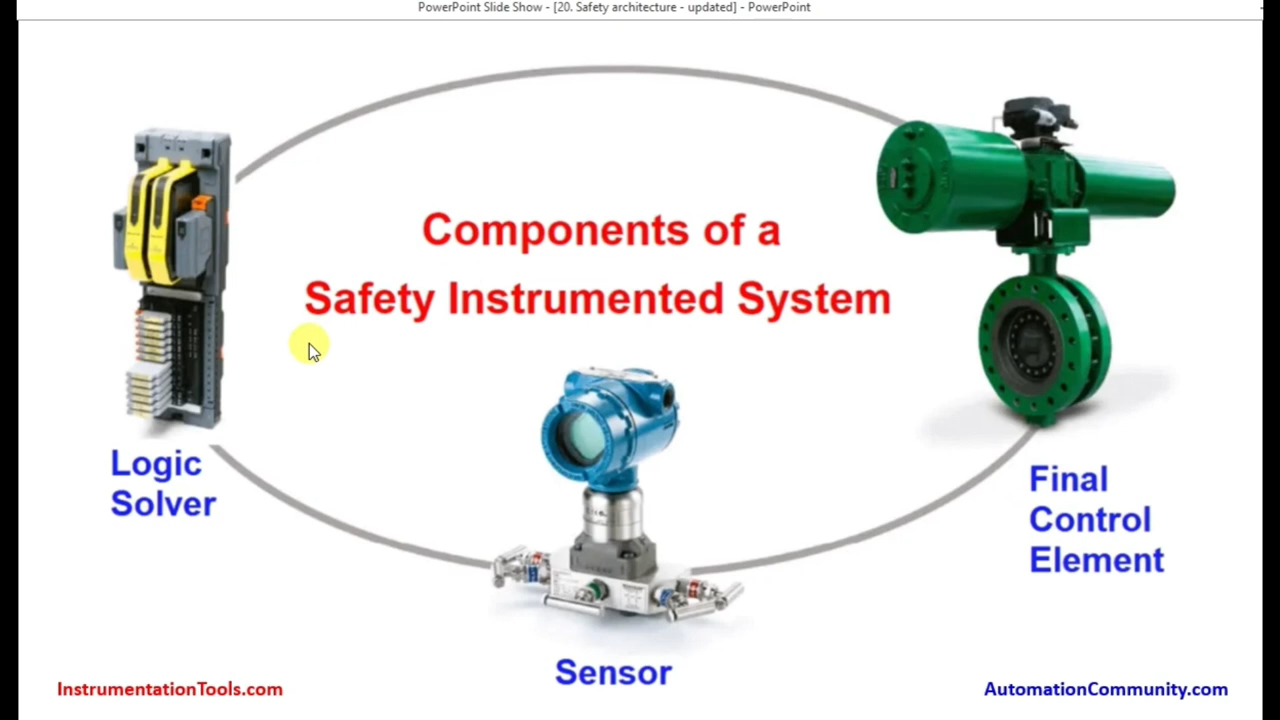 PowerPoint Slide Show - [20. Safety architecture - updated] - PowerPoint
Components of a
Safety Instrumented System
Logic
Solver
Final
Control
Element
Sensor
InstrumentationTools.com
AutomationCommunity.com